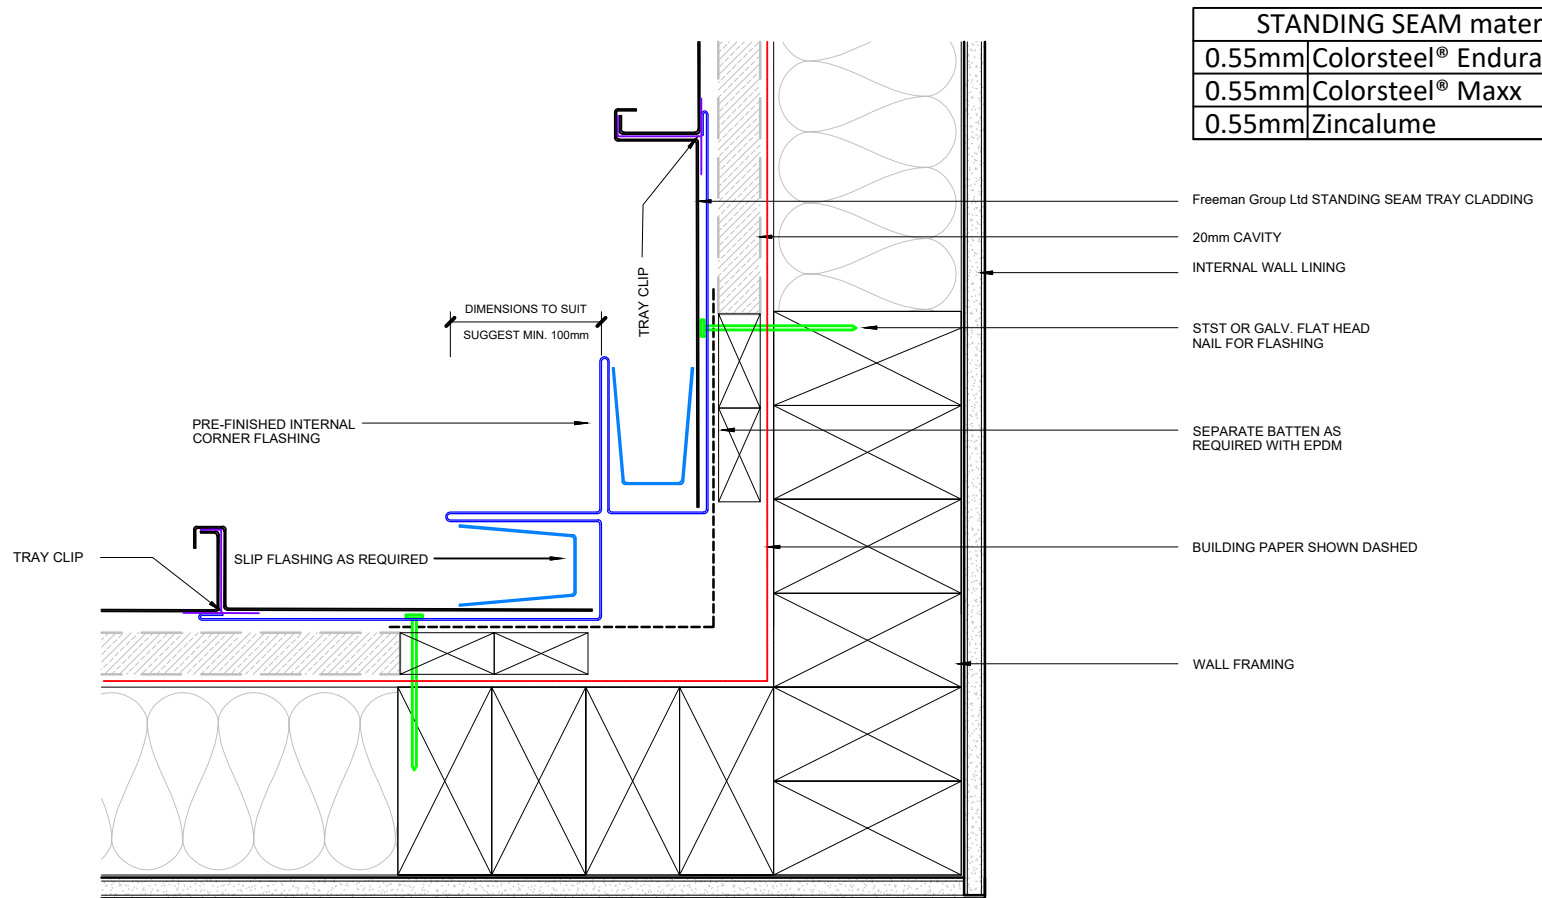 STANDING SEAM mater
0.55mm Colorsteel® Endura
0.55mm Colorsteel® Maxx
0.55mm Zincalume
Freeman Group Ltd STANDING SEAM TRAY CLADDING
20mm CAVITY
INTERNAL WALL LINING
TRAY CLIP
DIMENSIONS TO SUIT
SUGGEST MIN. 100mm
STST OR GALV. FLAT HEAD
NAIL FOR FLASHING
PRE-FINISHED INTERNAL
CORNER FLASHING
SEPARATE BATTEN AS
REQUIRED WITH EPDM
TRAY CLIP
SLIP FLASHING AS REQUIRED
BUILDING PAPER SHOWN DASHED
WALL FRAMING